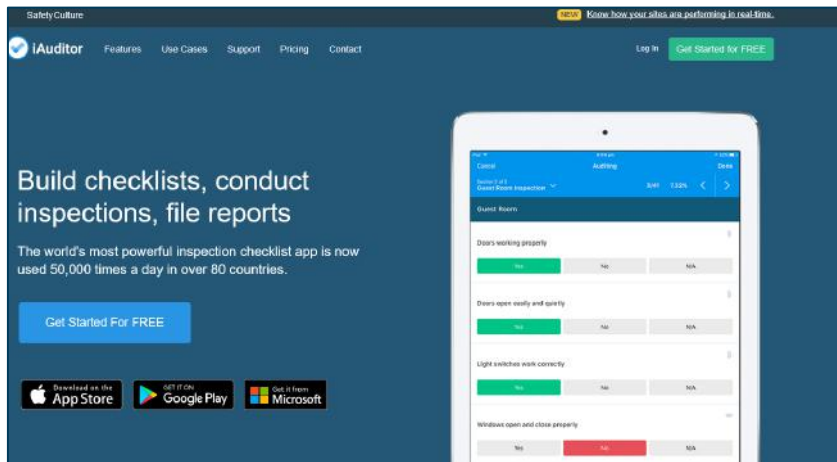 SafetyCulture
NEW Know how your sites are performing in real-time.
iAuditor Features Use Cases Support Pricing Contact Log In Get Started for FREE
Build checklists, conduct
inspections, file reports
The world's most powerful inspection checklist app is now
used 50,000 times a day in over 80 countries.
Get Started For FREE
Download on the
App Store
GET IT ON
Google Play
Get it from
Microsoft
Cancel Auditing Done
Guest Room Inspection 3/41 7.32%
Guest Room
Doors working properly
Yes No N/A
Doors open easily and quietly
Yes No N/A
Light switches work correctly
Yes No N/A
Windows open and close properly
Yes No N/A